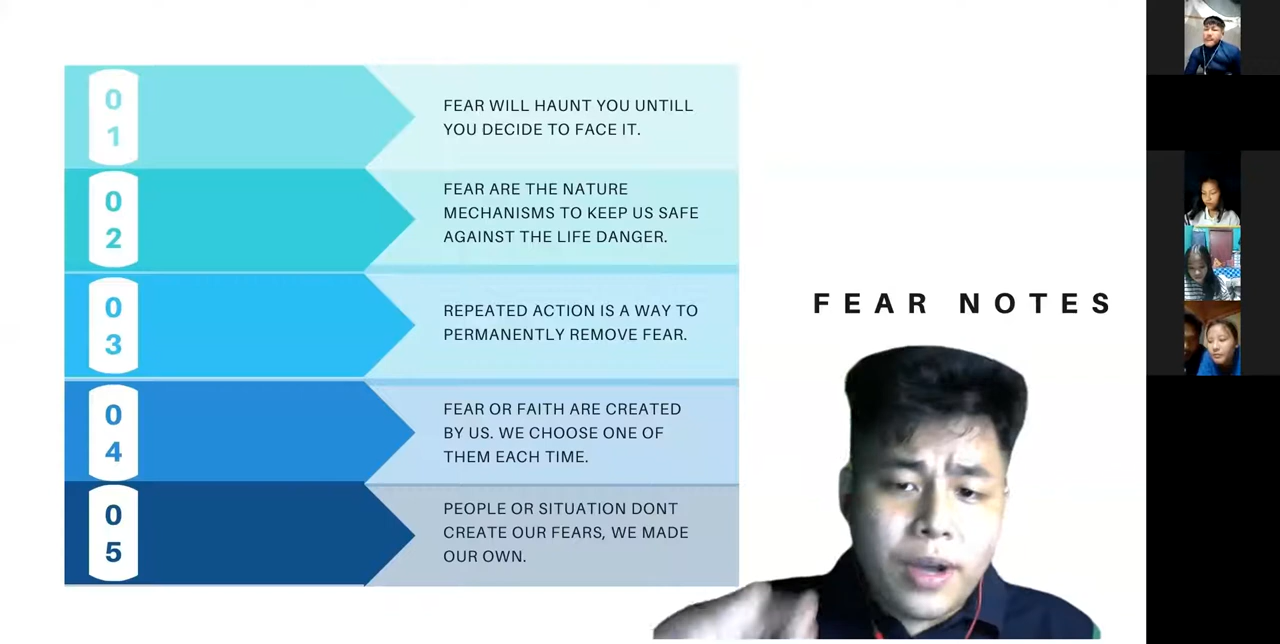 0
1
FEAR WILL HAUNT YOU UNTILL
YOU DECIDE TO FACE IT.
0
2
FEAR ARE THE NATURE
MECHANISMS TO KEEP US SAFE
AGAINST THE LIFE DANGER.
0
3
REPEATED ACTION IS A WAY TO
PERMANENTLY REMOVE FEAR.
0
4
FEAR OR FAITH ARE CREATED
BY US. WE CHOOSE ONE OF
THEM EACH TIME.
0
5
PEOPLE OR SITUATION DONT
CREATE OUR FEARS, WE MADE
OUR OWN.
FEAR NOTES